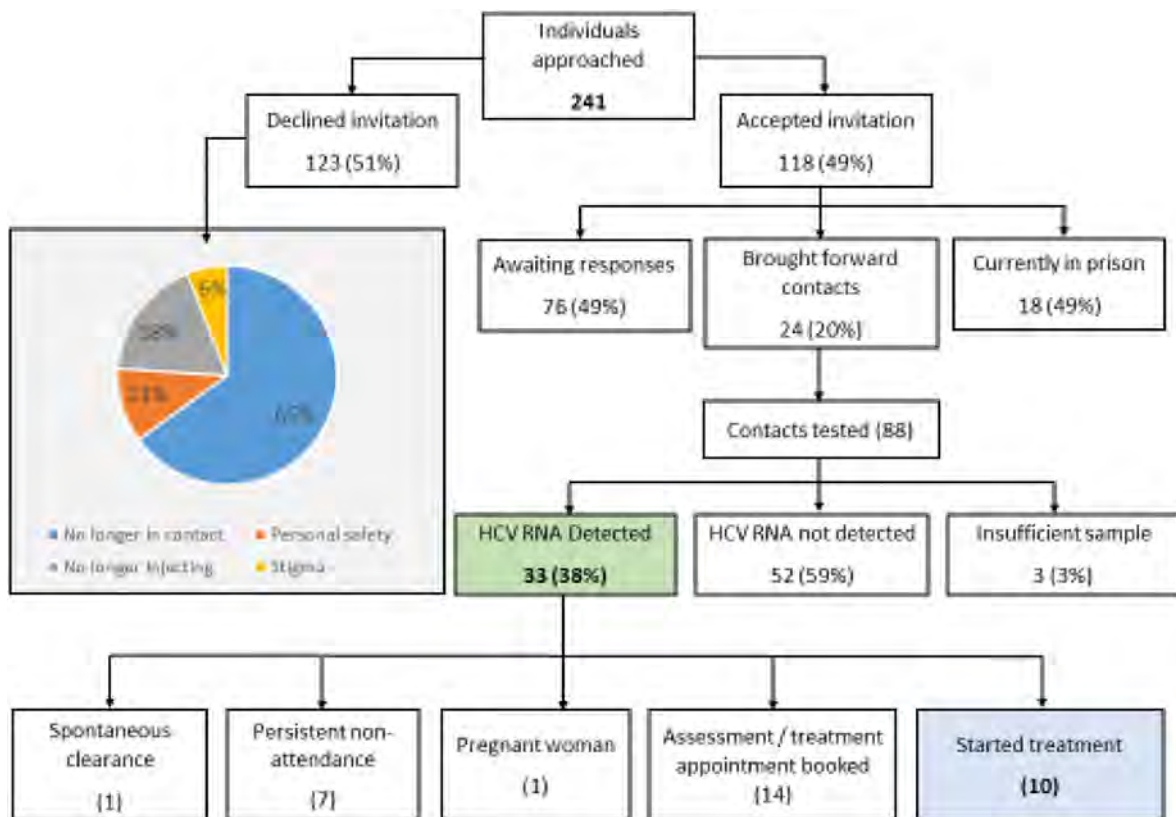 Individuals
approached
241
Declined invitation
123 (51%)
Accepted invitation
118 (49%)
6%
18%
11%
65%
No longer in contact
Personal safety
No longer Injecting
Stigma
Awaiting responses
76 (49%)
Brought forward
contacts
24 (20%)
Currently in prison
18 (49%)
Contacts tested (88)
HCV RNA Detected
33 (38%)
HCV RNA not detected
52 (59%)
Insufficient sample
3 (3%)
Spontaneous
clearance
(1)
Persistent non-
attendance
(7)
Pregnant woman
(1)
Assessment / treatment
appointment booked
(14)
Started treatment
(10)